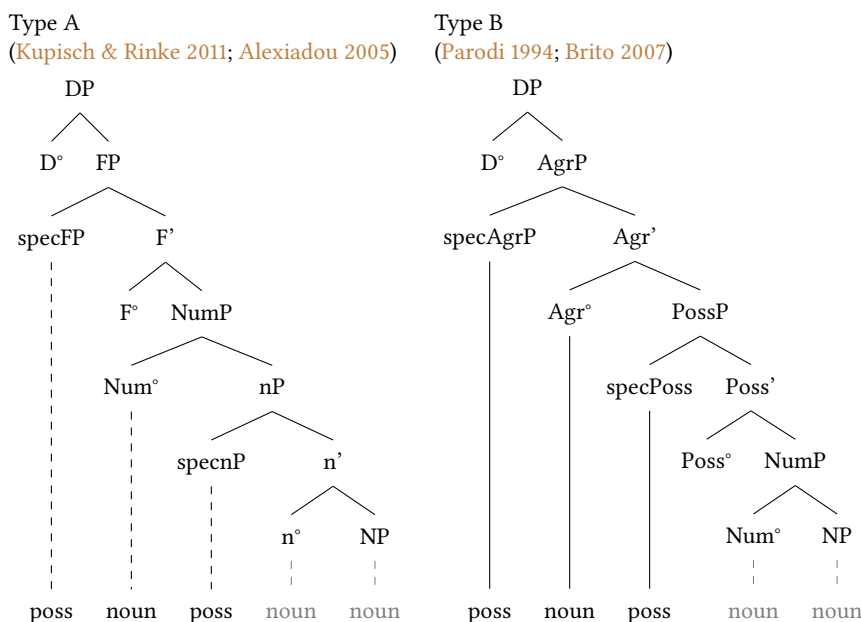 Type A
(Kupisch & Rinke 2011; Alexiadou 2005)
DP
D° FP
specFP F’
F° NumP
Num° nP
specnP n’
n° NP
poss noun poss noun noun
Type B
(Parodi 1994; Brito 2007)
DP
D° AgrP
specAgrP Agr’
Agr° PossP
specPoss Poss’
Poss° NumP
Num° NP
poss noun poss noun noun